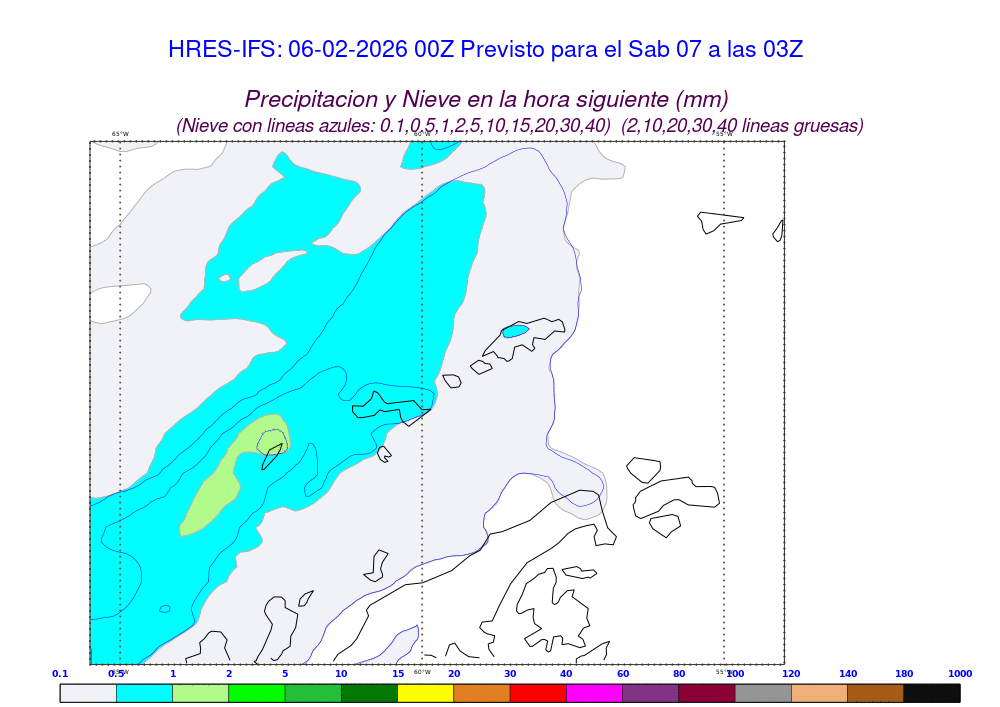 HRES-IFS: 06-02-2026 00Z Previsto para el Sab 07 a las 03Z
Precipitacion y Nieve en la hora siguiente (mm)
(Nieve con lineas azules: 0.1,0.5,1,2,5,10,15,20,30,40)  (2,10,20,30,40 lineas gruesas)
65°W 60°W 55°W
65°W 60°W 55°W
0.1 0.5 1 2 5 10 15 20 30 40 60 80 100 120 140 180 1000